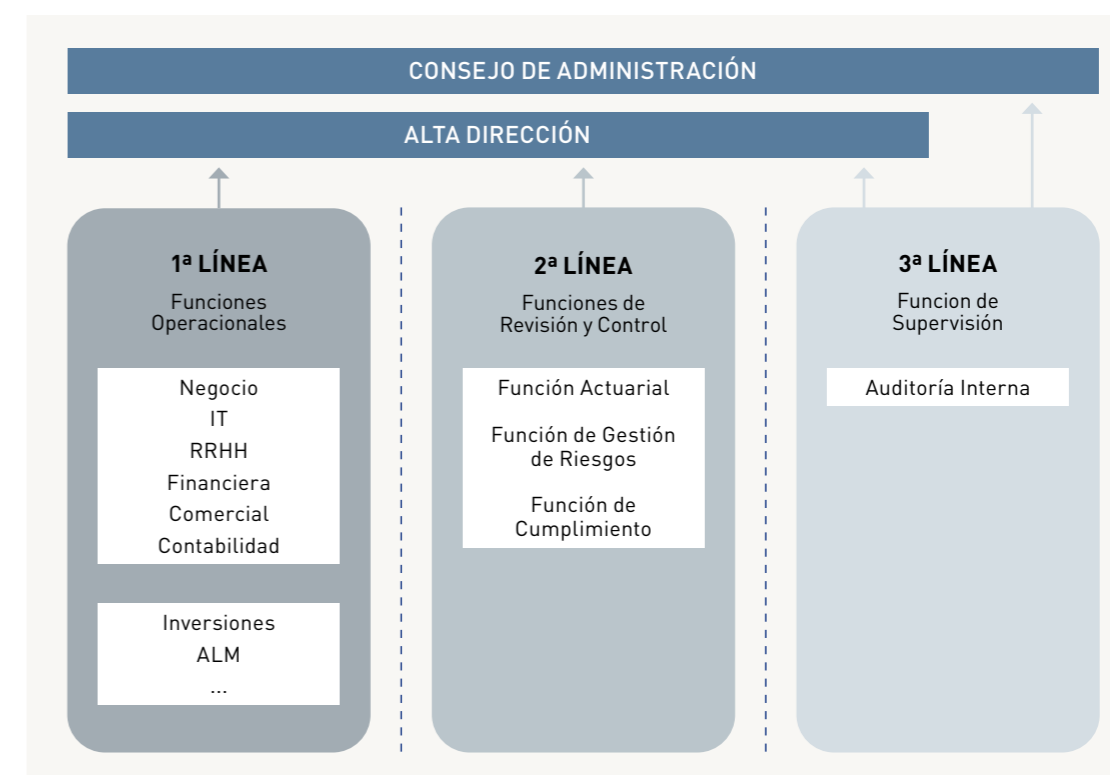 CONSEJO DE ADMINISTRACIÓN
ALTA DIRECCIÓN
1ª LÍNEA
Funciones
Operacionales
Negocio
IT
RRHH
Financiera
Comercial
Contabilidad
Inversiones
ALM
...
2ª LÍNEA
Funciones de
Revisión y Control
Función Actuarial
Función de Gestión
de Riesgos
Función de
Cumplimiento
3ª LÍNEA
Funcion de
Supervisión
Auditoría Interna